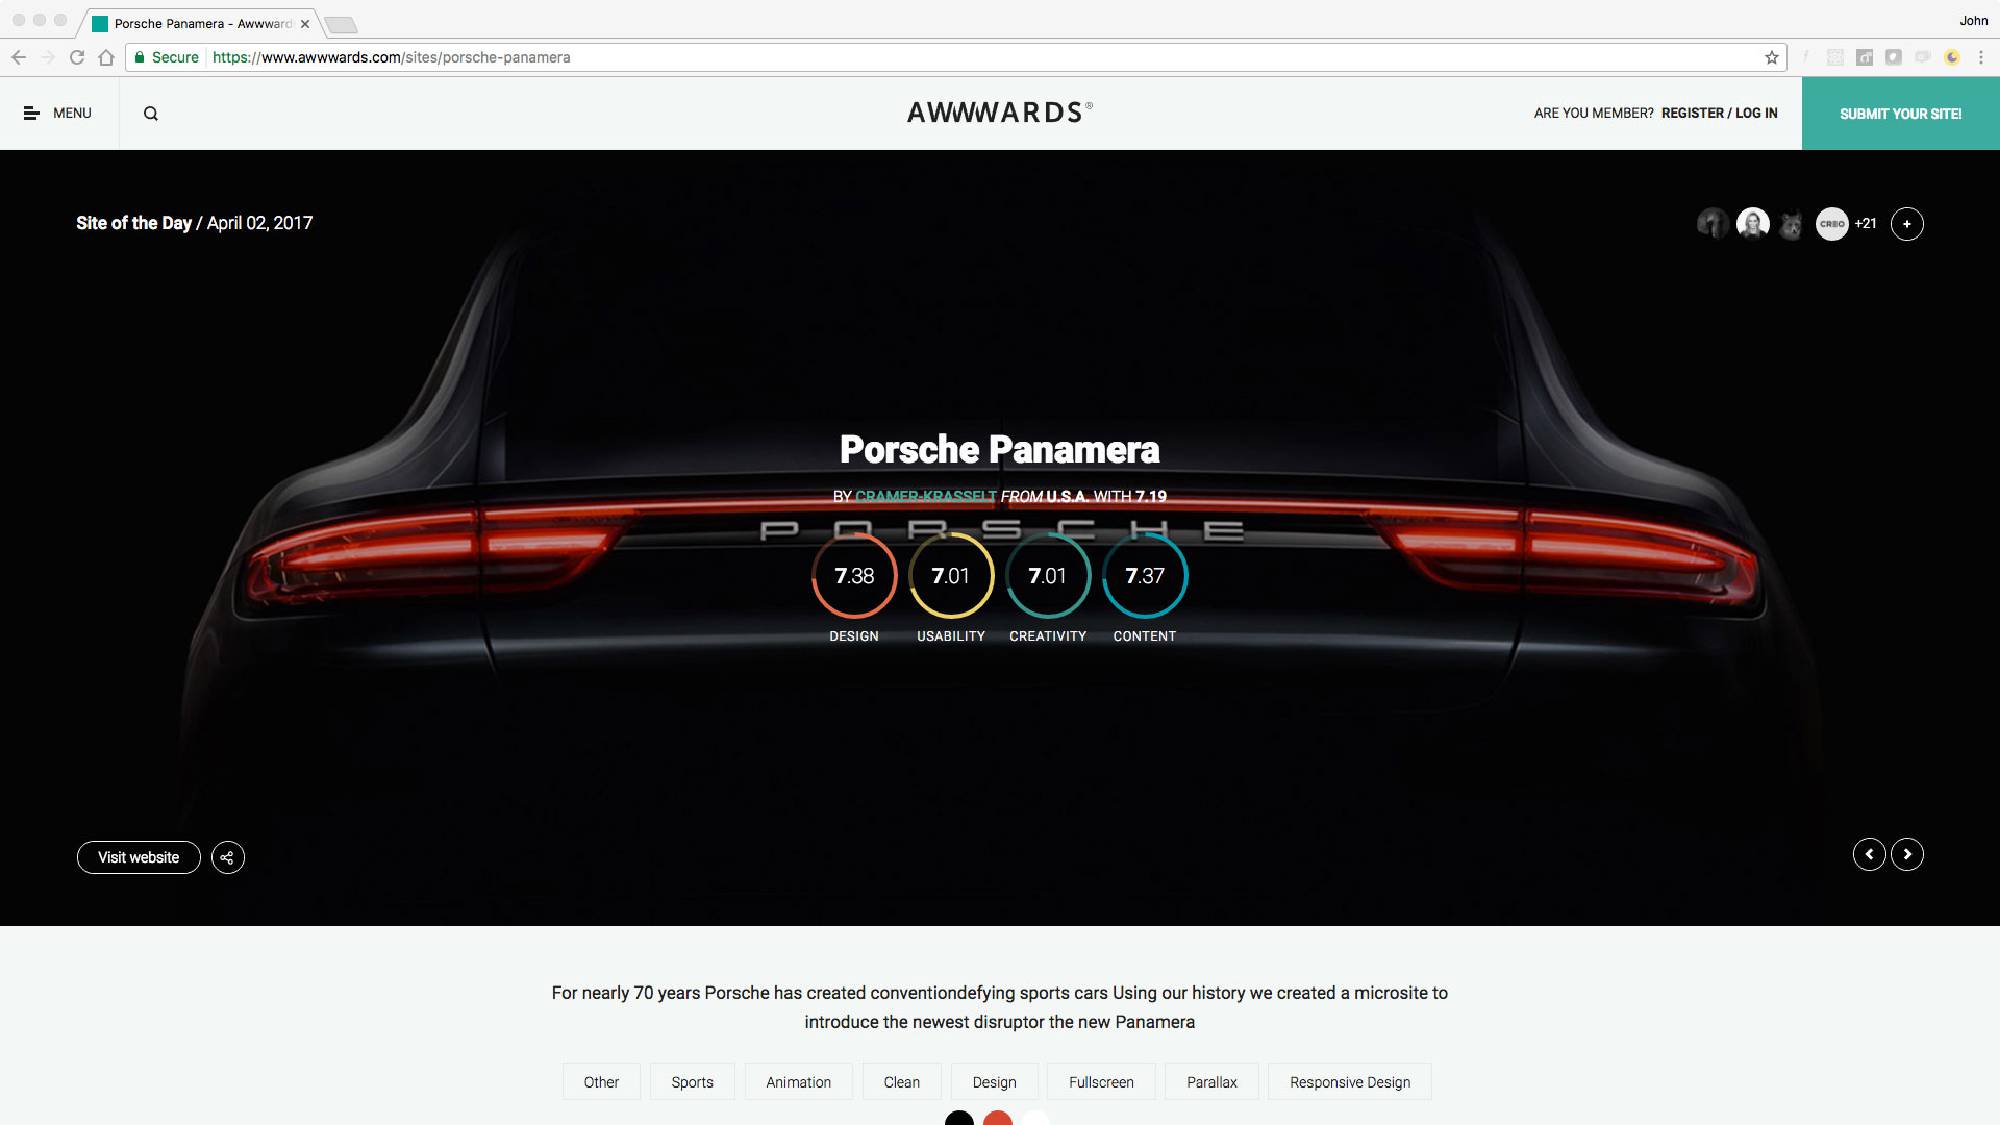 Porsche Panamera - Awwward
John
Secure https://www.awwwards.com/sites/porsche-panamera
MENU
AWWWARDS®
ARE YOU MEMBER? REGISTER / LOG IN
SUBMIT YOUR SITE!
Site of the Day / April 02, 2017
CREO +21 +
Porsche Panamera
BY CRAMER-KRASSELT FROM U.S.A. WITH 7.19
PORSCHE
7.38 7.01 7.01 7.37
DESIGN USABILITY CREATIVITY CONTENT
Visit website
For nearly 70 years Porsche has created conventiondefying sports cars Using our history we created a microsite to
introduce the newest disruptor the new Panamera
Other Sports Animation Clean Design Fullscreen Parallax Responsive Design